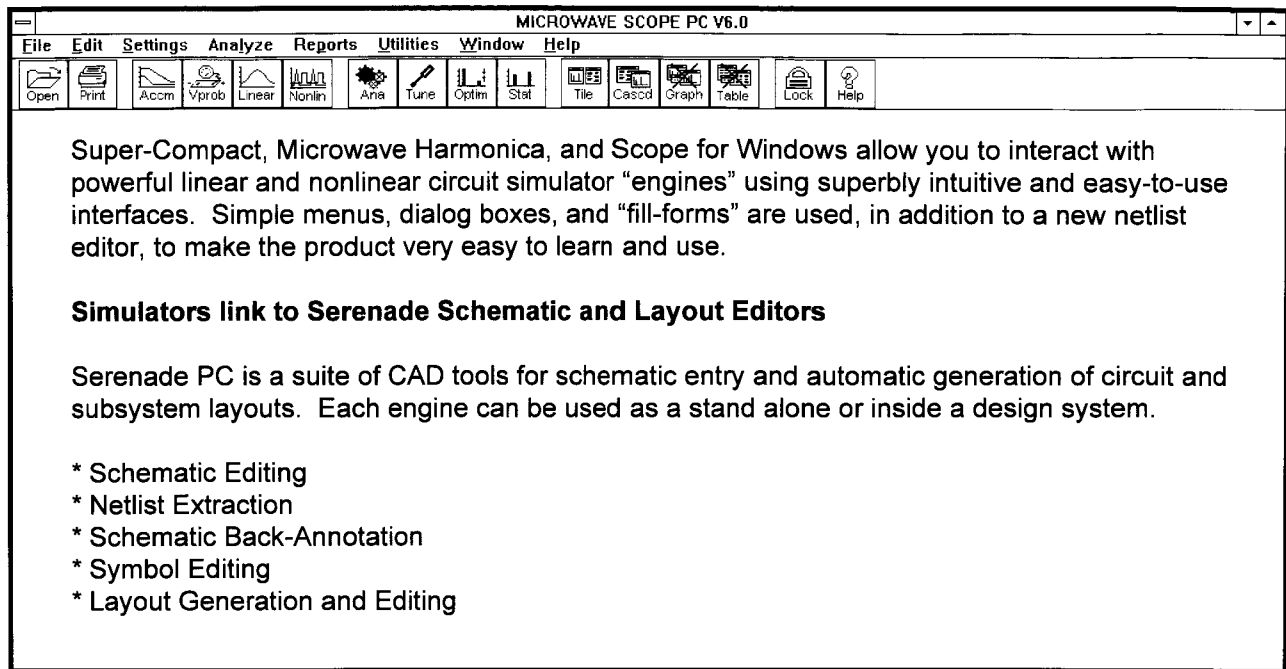 MICROWAVE SCOPE PC V6.0
File Edit Settings Analyze Reports Utilities Window Help
Open Print Accm Vprob Linear Nonlin Ana Tune Optim Stat Tile Cascd Graph Table Lock Help
Super-Compact, Microwave Harmonica, and Scope for Windows allow you to interact with
powerful linear and nonlinear circuit simulator “engines” using superbly intuitive and easy-to-use
interfaces. Simple menus, dialog boxes, and “fill-forms” are used, in addition to a new netlist
editor, to make the product very easy to learn and use.
Simulators link to Serenade Schematic and Layout Editors
Serenade PC is a suite of CAD tools for schematic entry and automatic generation of circuit and
subsystem layouts. Each engine can be used as a stand alone or inside a design system.
* Schematic Editing
* Netlist Extraction
* Schematic Back-Annotation
* Symbol Editing
* Layout Generation and Editing